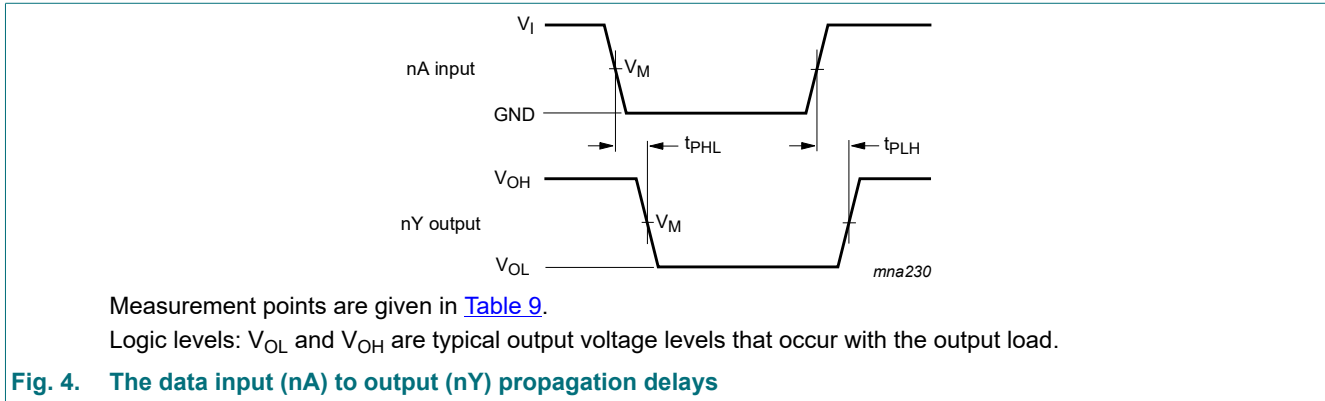 V_I
nA input
V_M
GND
t_PHL
t_PLH
V_OH
nY output
V_M
V_OL
mna230
Measurement points are given in Table 9.
Logic levels: V_OL and V_OH are typical output voltage levels that occur with the output load.
Fig. 4. The data input (nA) to output (nY) propagation delays